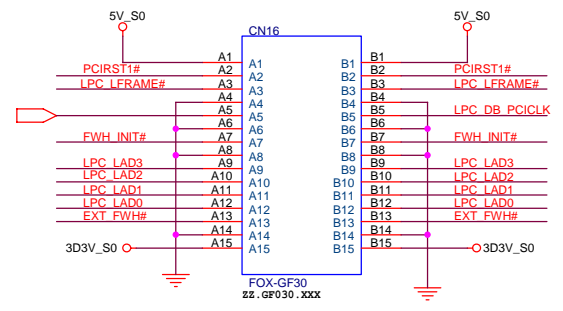 5V_S0 5V_S0
CN16
A1 A1 B1 B1
PCIRST1# A2 A2 B2 B2 PCIRST1#
LPC_LFRAME# A3 A3 B3 B3 LPC_LFRAME#
A4 A4 B4 B4
A5 A5 B5 B5 LPC_DB_PCICLK
A6 A6 B6 B6
FWH_INIT# A7 A7 B7 B7 FWH_INIT#
A8 A8 B8 B8
LPC_LAD3 A9 A9 B9 B9 LPC_LAD3
LPC_LAD2 A10 A10 B10 B10 LPC_LAD2
LPC_LAD1 A11 A11 B11 B11 LPC_LAD1
LPC_LAD0 A12 A12 B12 B12 LPC_LAD0
EXT_FWH# A13 A13 B13 B13 EXT_FWH#
A14 A14 B14 B14
3D3V_S0 A15 A15 B15 B15 3D3V_S0
FOX-GF30
ZZ.GF030.XXX